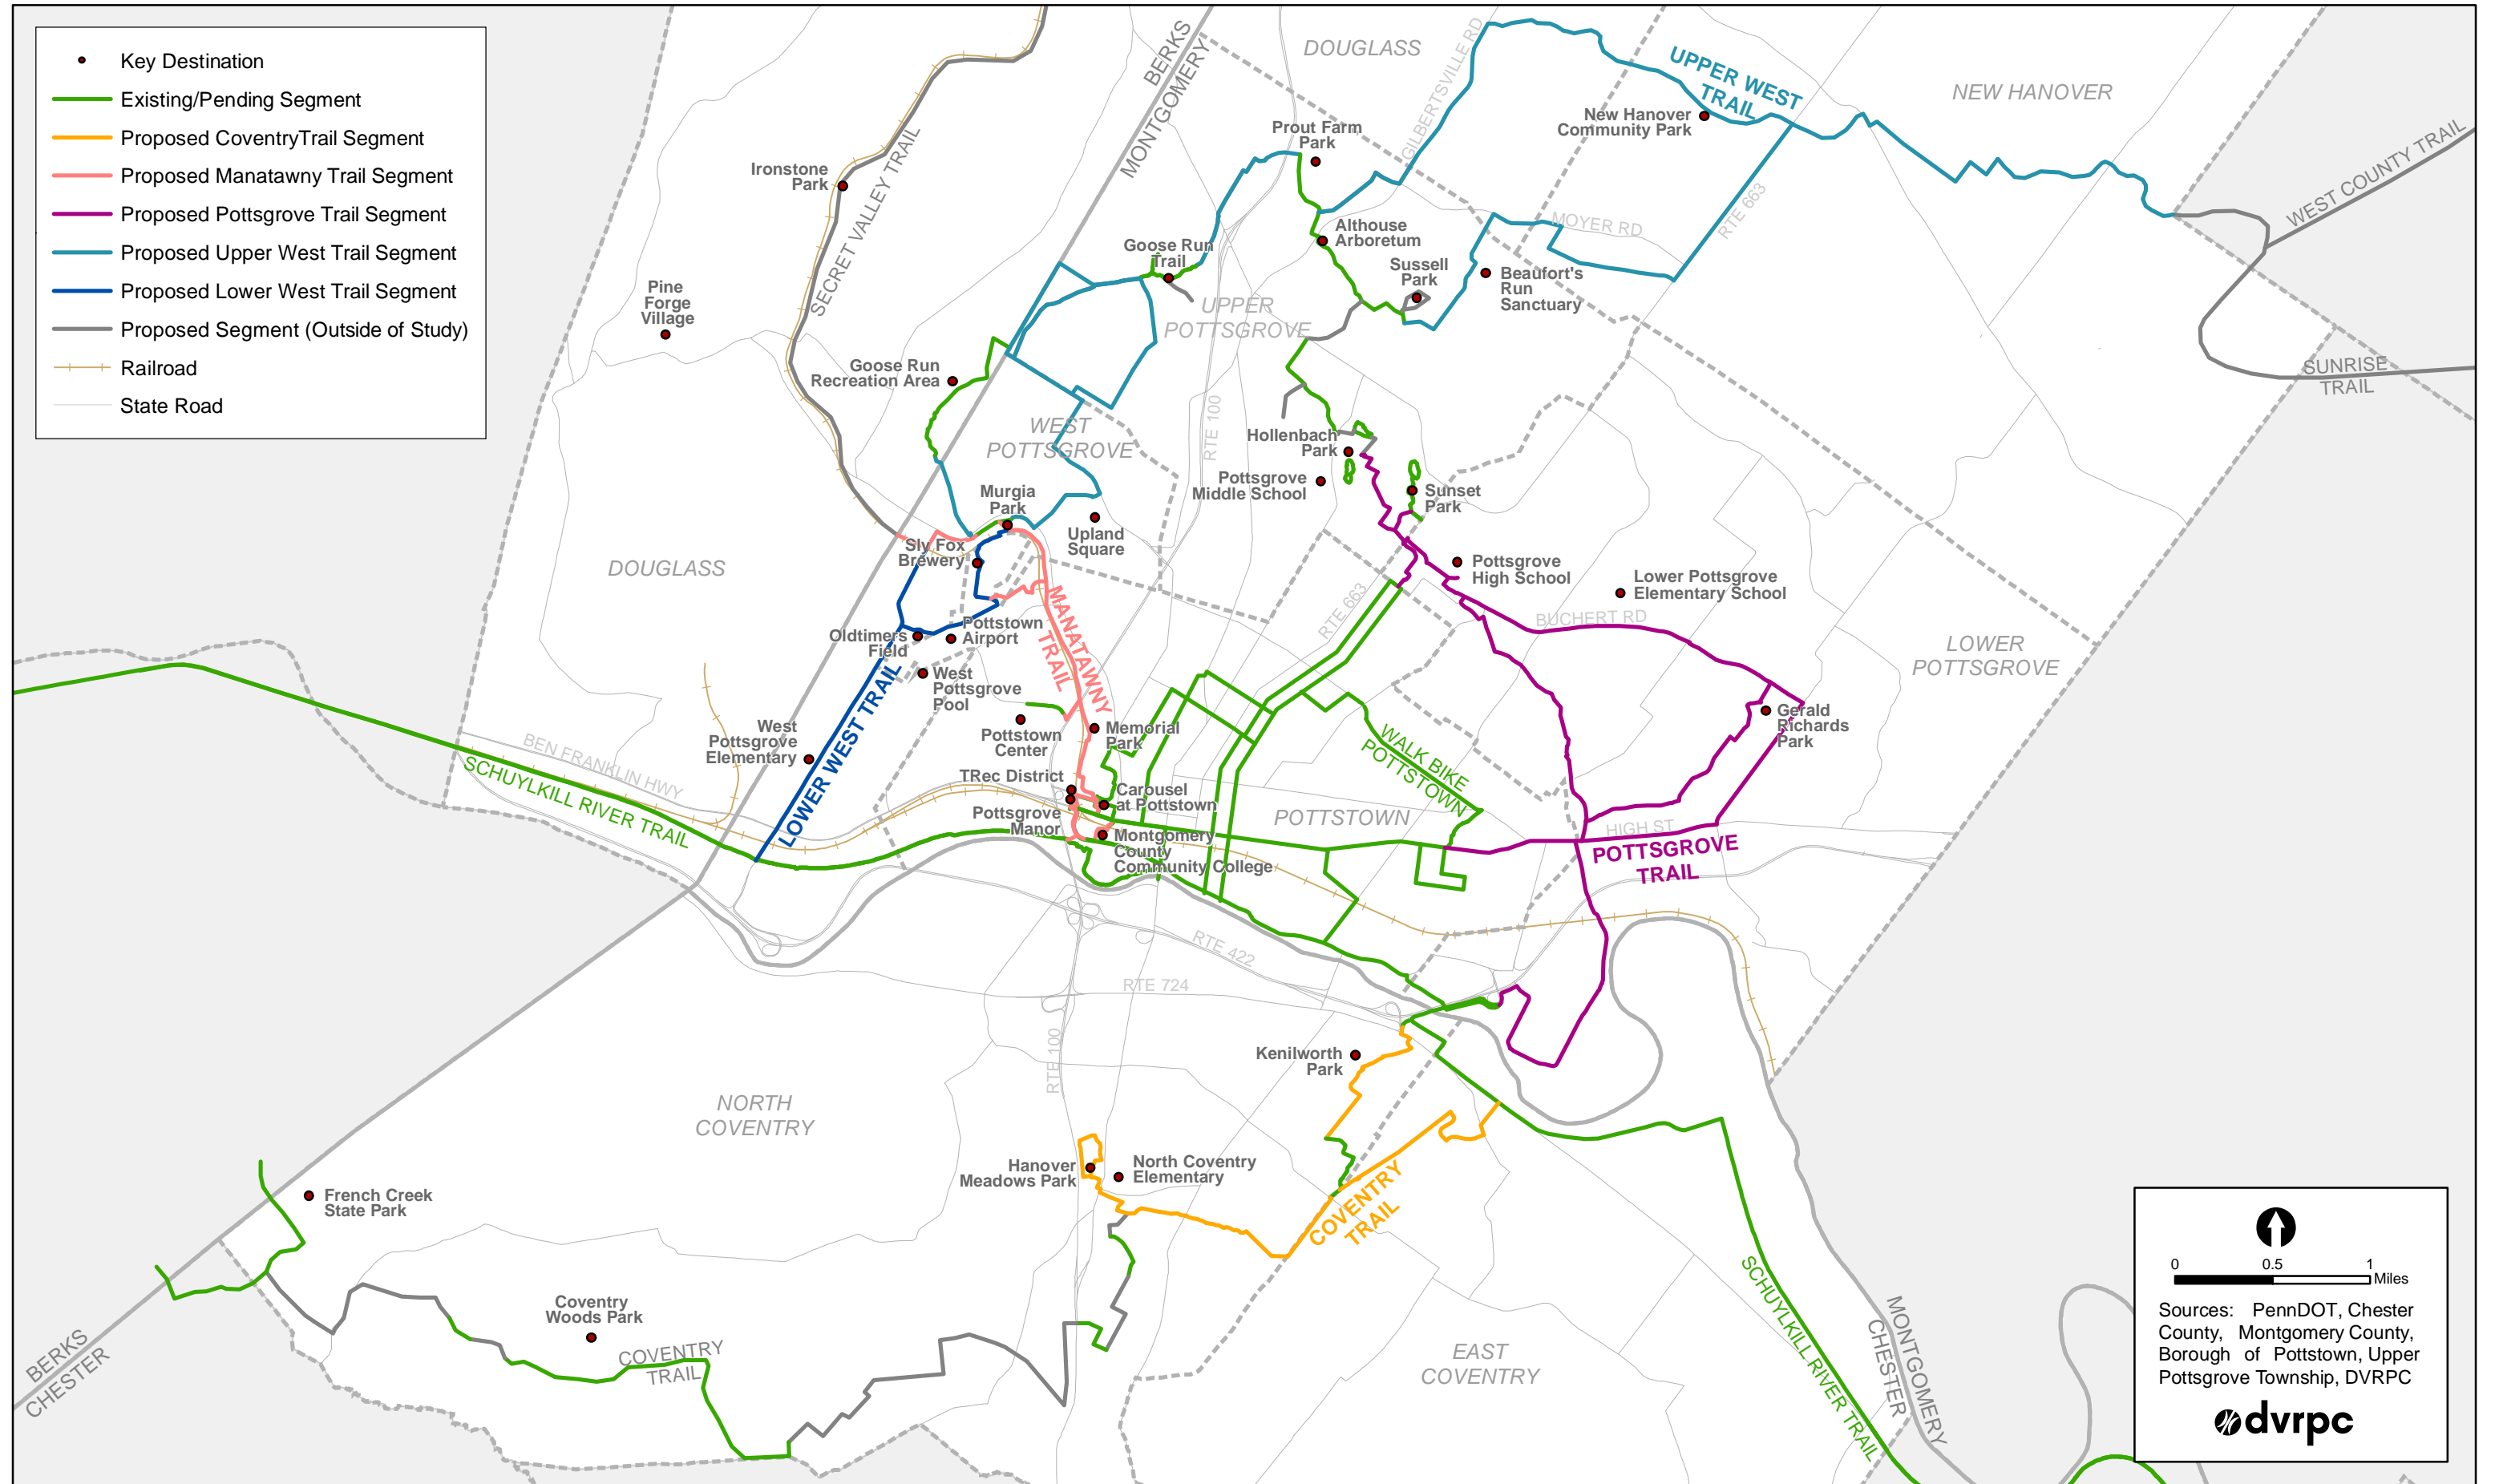 Key Destination
Existing/Pending Segment
Proposed CoventryTrail Segment
Proposed Manatawny Trail Segment
Proposed Pottsgrove Trail Segment
Proposed Upper West Trail Segment
Proposed Lower West Trail Segment
Proposed Segment (Outside of Study)
Railroad
State Road
BERKS
MONTGOMERY
DOUGLASS
GILBERTSVILLE RD
UPPER WEST
TRAIL
NEW HANOVER
New Hanover
Community Park
WEST COUNTY TRAIL
Prout Farm
Park
Ironstone
Park
SECRET VALLEY TRAIL
MOYER RD
RTE 663
Althouse
Arboretum
Goose Run
Trail
Sussell
Park
Beaufort's
Run
Sanctuary
Pine
Forge
Village
UPPER
POTTSGROVE
SUNRISE
TRAIL
Goose Run
Recreation Area
WEST
POTTSGROVE
RTE 100
Hollenbach
Park
Pottsgrove
Middle School
Sunset
Park
Murgia
Park
Upland
Square
Sly Fox
Brewery
DOUGLASS
Pottsgrove
High School
Lower Pottsgrove
Elementary School
MANATAWNY
TRAIL
RTE 663
BUCHERT RD
Oldtimers
Field
Pottstown
Airport
LOWER
POTTSGROVE
West
Pottsgrove
Pool
LOWER WEST TRAIL
Gerald
Richards
Park
West
Pottsgrove
Elementary
Pottstown
Center
Memorial
Park
WALK BIKE
POTTSTOWN
BEN FRANKLIN HWY
SCHUYLKILL RIVER TRAIL
TRec District
Carousel
at Pottstown
Pottsgrove
Manor
POTTSTOWN
HIGH ST
Montgomery
County
Community College
POTTSGROVE
TRAIL
RTE 422
RTE 724
RTE 100
Kenilworth
Park
NORTH
COVENTRY
Hanover
Meadows Park
North Coventry
Elementary
COVENTRY
TRAIL
French Creek
State Park
SCHUYLKILL RIVER TRAIL
Coventry
Woods Park
COVENTRY
TRAIL
BERKS
CHESTER
EAST
COVENTRY
MONTGOMERY
CHESTER
0 0.5 1
Miles
Sources: PennDOT, Chester
County, Montgomery County,
Borough of Pottstown, Upper
Pottsgrove Township, DVRPC
dvrpc